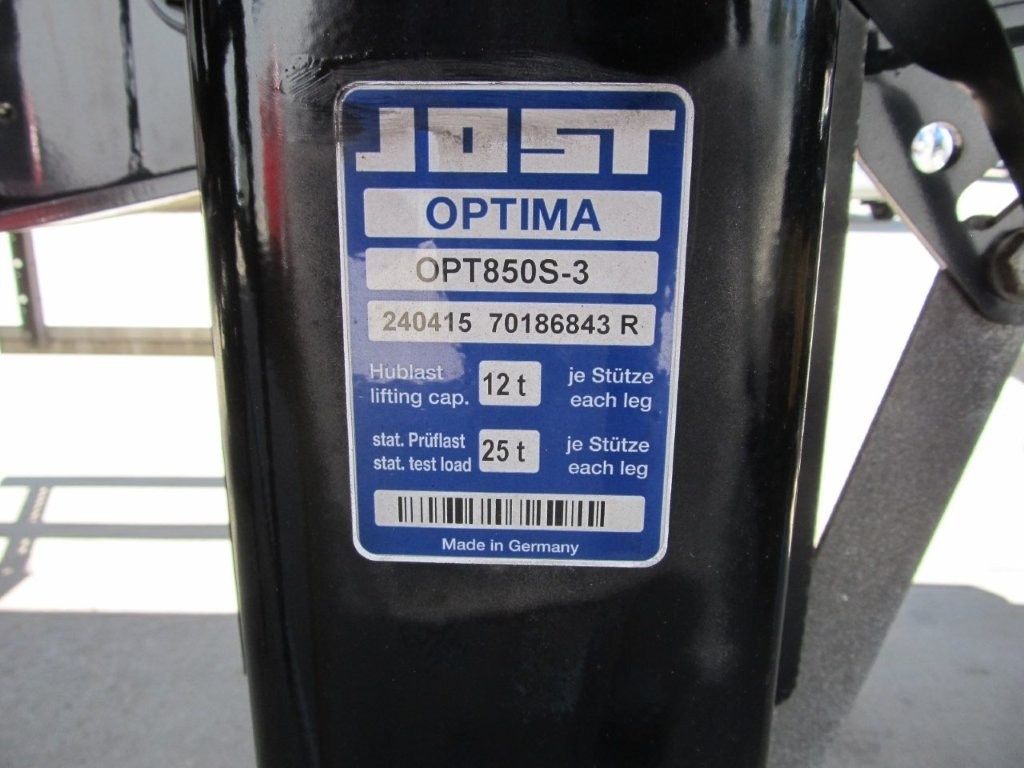 JOST
OPTIMA
OPT850S-3
240415 70186843 R
Hublast 12 t je Stütze
lifting cap. each leg
stat. Prüflast 25 t je Stütze
stat. test load each leg
Made in Germany